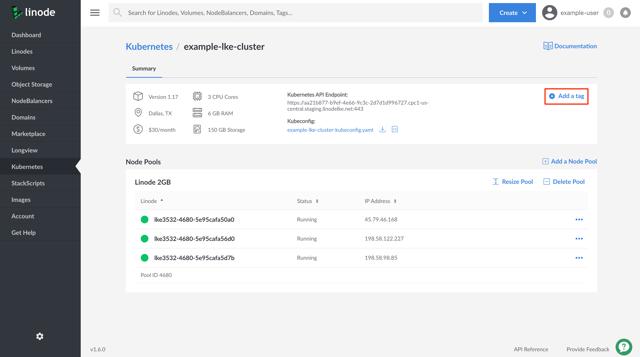 linode
Search for Linodes, Volumes, NodeBalancers, Domains, Tags...
Create
example-user
0
Dashboard
Linodes
Volumes
Object Storage
NodeBalancers
Domains
Marketplace
Longview
Kubernetes
StackScripts
Images
Account
Get Help
Kubernetes / example-lke-cluster
Documentation
Summary
Version 1.17
3 CPU Cores
Dallas, TX
6 GB RAM
$30/month
150 GB Storage
Kubernetes API Endpoint:
https://aa21b877-b9ef-4e66-9c3c-2d7d1d996727.cpc1-us-
central.staging.linodelke.net:443
Kubeconfig:
example-lke-cluster-kubeconfig.yaml
Add a tag
Node Pools
Add a Node Pool
Linode 2GB
Resize Pool
Delete Pool
Linode
Status
IP Address
lke3532-4680-5e95cafa50a0
Running
45.79.46.168
lke3532-4680-5e95cafa56d0
Running
198.58.122.227
lke3532-4680-5e95cafa5d7b
Running
198.58.98.85
Pool ID 4680
v1.6.0
API Reference
Provide Feedback